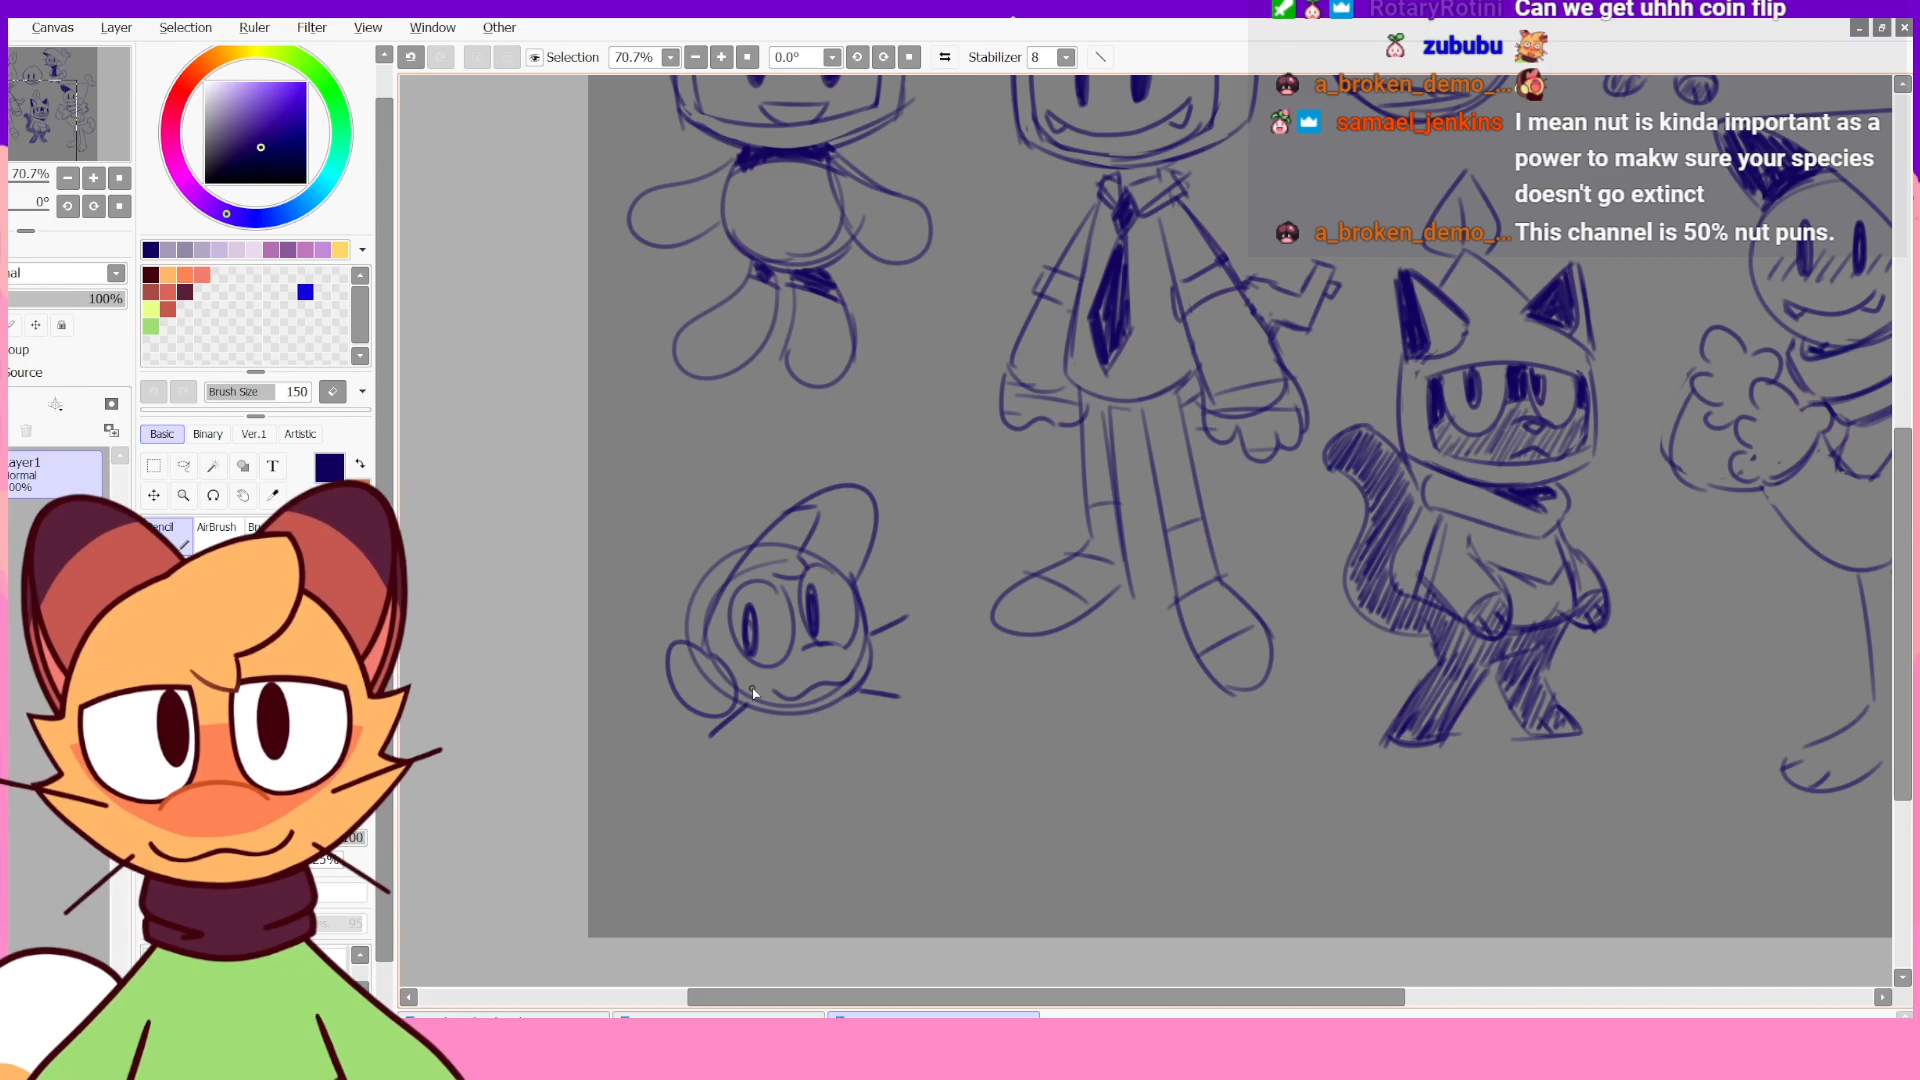 RotaryRotini Can we get uhhh coin flip
Canvas Layer Selection Ruler Filter View Window Other
zububu
Selection 70.7% 0.0° Stabilizer 8
a_broken_demo_...
samael_jenkins I mean nut is kinda important as a
power to makw sure your species
doesn't go extinct
70.7%
0°
a_broken_demo_... This channel is 50% nut puns.
100%
Source
Brush Size 150
Basic Binary Ver.1 Artistic
T
AirBrush